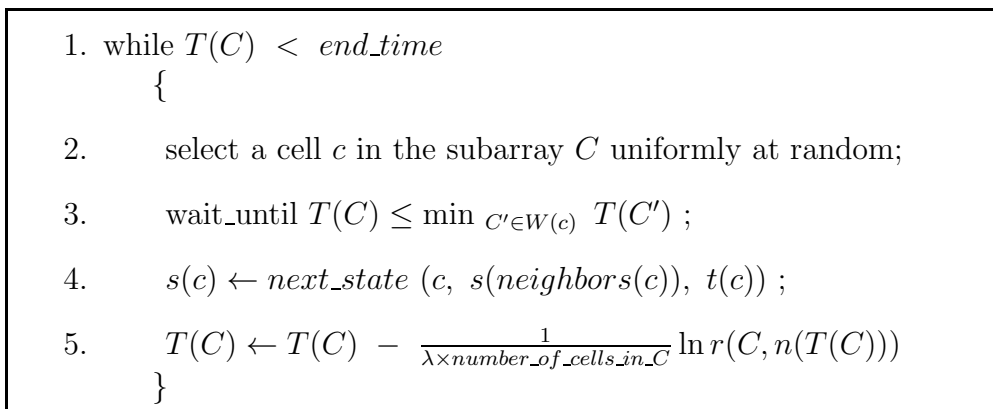 1. while T(C) < end_time
{
2. select a cell c in the subarray C uniformly at random;
3. wait_until T(C) ≤ min C′∈W(c) T(C′) ;
4. s(c) ← next_state (c, s(neighbors(c)), t(c)) ;
5. T(C) ← T(C) − 1/(λ×number_of_cells_in_C) ln r(C, n(T(C)))
}